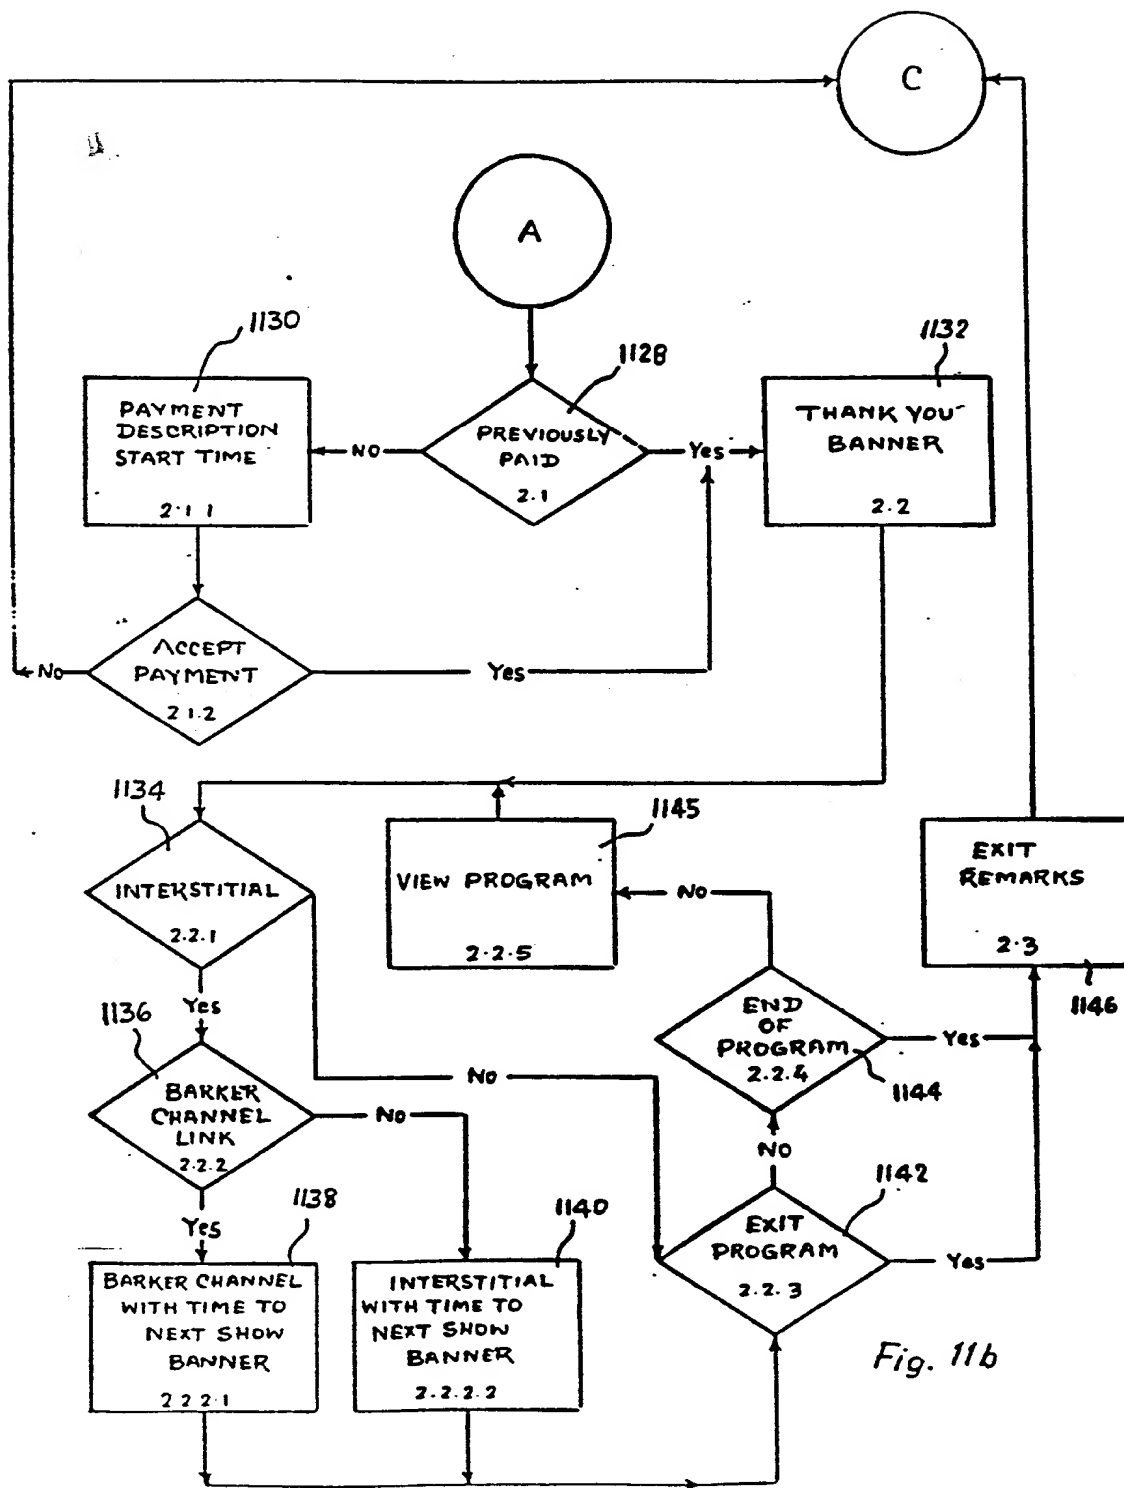 C
A
1130
PAYMENT
DESCRIPTION
START TIME
2.1.1
NO
1128
PREVIOUSLY
PAID
2.1
Yes
1132
THANK YOU
BANNER
2.2
NO
ACCEPT
PAYMENT
2.1.2
Yes
1134
INTERSTITIAL
2.2.1
1145
VIEW PROGRAM
2.2.5
NO
EXIT
REMARKS
2.3
1146
Yes
1136
BARKER
CHANNEL
LINK
2.2.2
NO
NO
END
OF
PROGRAM
2.2.4
1144
Yes
NO
Yes
1138
BARKER CHANNEL
WITH TIME TO
NEXT SHOW
BANNER
2.2.2.1
1140
INTERSTITIAL
WITH TIME TO
NEXT SHOW
BANNER
2.2.2.2
1142
EXIT
PROGRAM
2.2.3
Yes
Fig. 11b